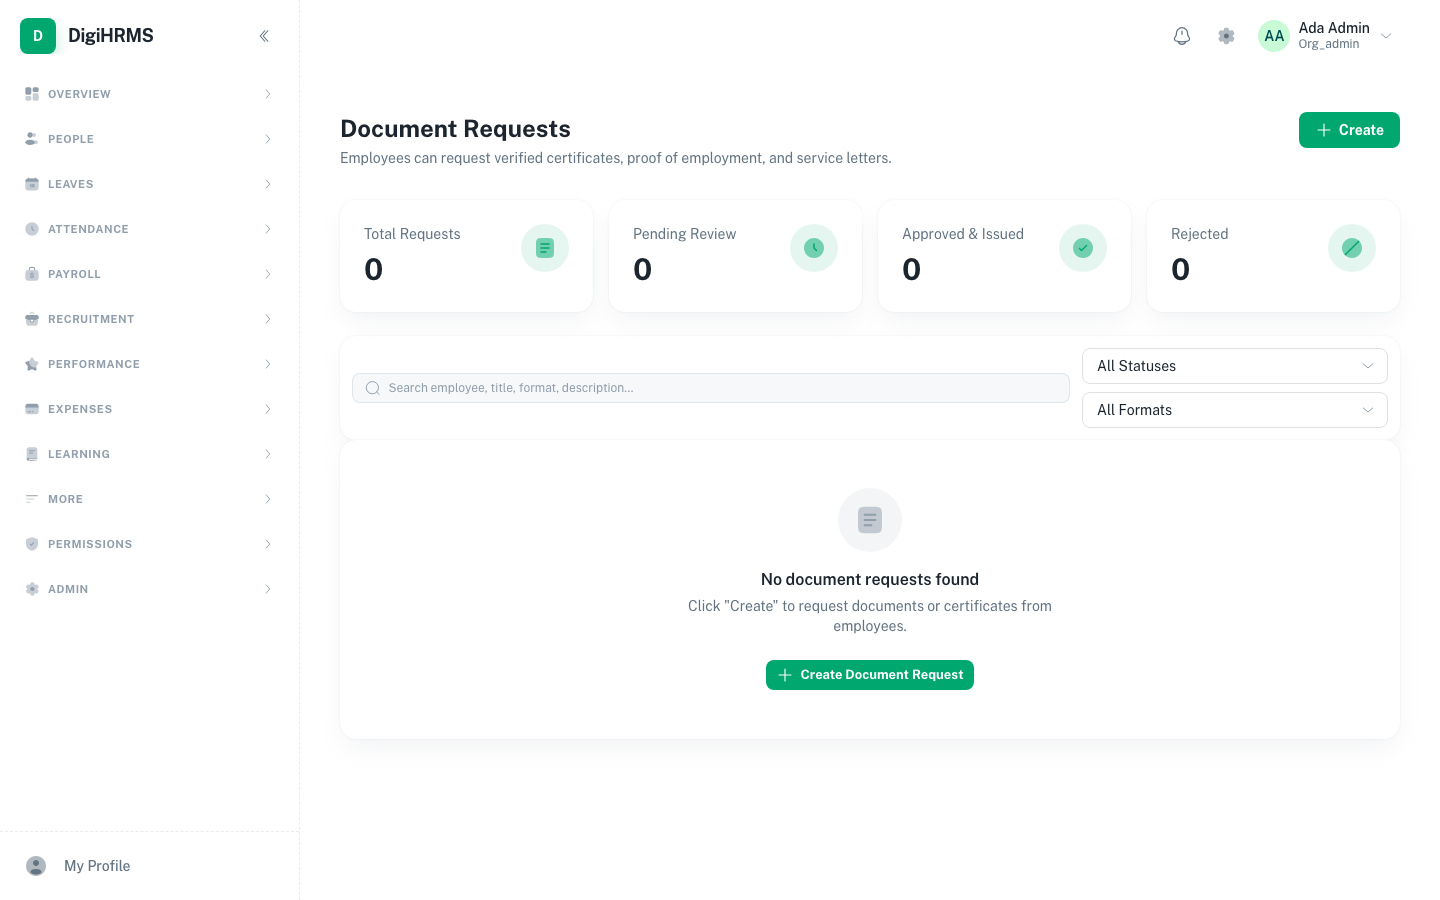 D
DigiHRMS
OVERVIEW
PEOPLE
LEAVES
ATTENDANCE
PAYROLL
RECRUITMENT
PERFORMANCE
EXPENSES
LEARNING
MORE
PERMISSIONS
ADMIN
My Profile
AA
Ada Admin
Org_admin
Document Requests
Employees can request verified certificates, proof of employment, and service letters.
Create
Total Requests
0
Pending Review
0
Approved & Issued
0
Rejected
0
Search employee, title, format, description...
All Statuses
All Formats
No document requests found
Click "Create" to request documents or certificates from
employees.
Create Document Request